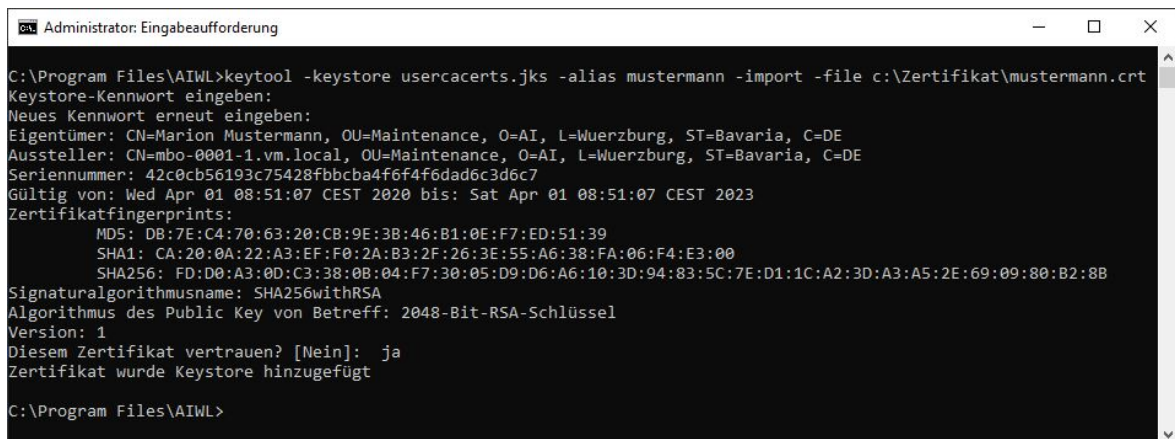 Administrator: Eingabeaufforderung
C:\Program Files\AIWL>keytool -keystore usercacerts.jks -alias mustermann -import -file c:\Zertifikat\mustermann.crt
Keystore-Kennwort eingeben:
Neues Kennwort erneut eingeben:
Eigentümer: CN=Marion Mustermann, OU=Maintenance, O=AI, L=Wuerzburg, ST=Bavaria, C=DE
Aussteller: CN=mbo-0001-1.vm.local, OU=Maintenance, O=AI, L=Wuerzburg, ST=Bavaria, C=DE
Seriennummer: 42c0cb56193c75428fbbcba4f6f4f6dad6c3d6c7
Gültig von: Wed Apr 01 08:51:07 CEST 2020 bis: Sat Apr 01 08:51:07 CEST 2023
Zertifikatfingerprints:
MD5: DB:7E:C4:70:63:20:CB:9E:3B:46:B1:0E:F7:ED:51:39
SHA1: CA:20:0A:22:A3:EF:F0:2A:B3:2F:26:3E:55:A6:38:FA:06:F4:E3:00
SHA256: FD:D0:A3:0D:C3:38:0B:04:F7:30:05:D9:D6:A6:10:3D:94:83:5C:7E:D1:1C:A2:3D:A3:A5:2E:69:09:80:B2:8B
Signaturalgorithmusname: SHA256withRSA
Algorithmus des Public Key von Betreff: 2048-Bit-RSA-Schlüssel
Version: 1
Diesem Zertifikat vertrauen? [Nein]:  ja
Zertifikat wurde Keystore hinzugefügt
C:\Program Files\AIWL>